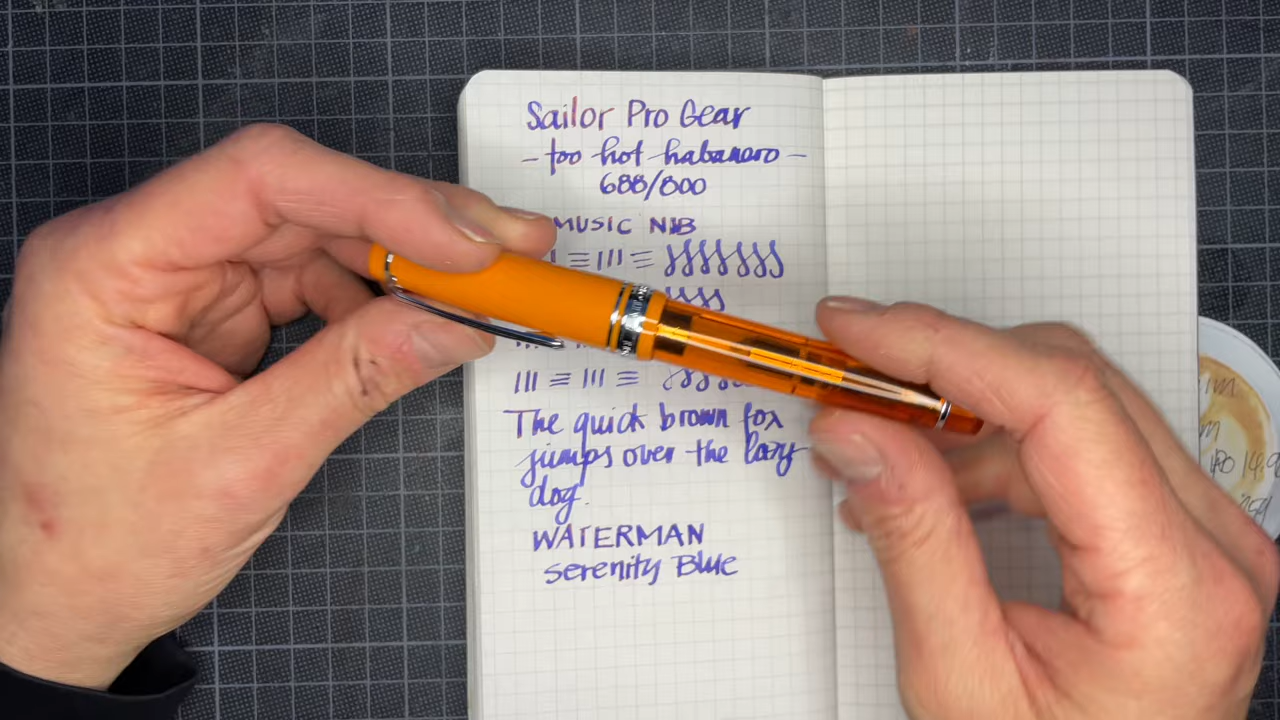 Sailor Pro Gear
- too hot habanero -
688/800
MUSIC NIB
The quick brown fox
jumps over the lazy
dog.
WATERMAN
serenity Blue